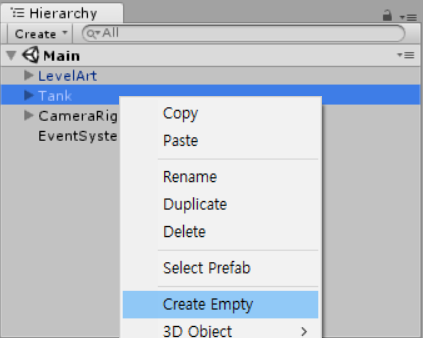 Hierarchy
Create All
Main
LevelArt
Tank
CameraRig
EventSyste
Copy
Paste
Rename
Duplicate
Delete
Select Prefab
Create Empty
3D Object